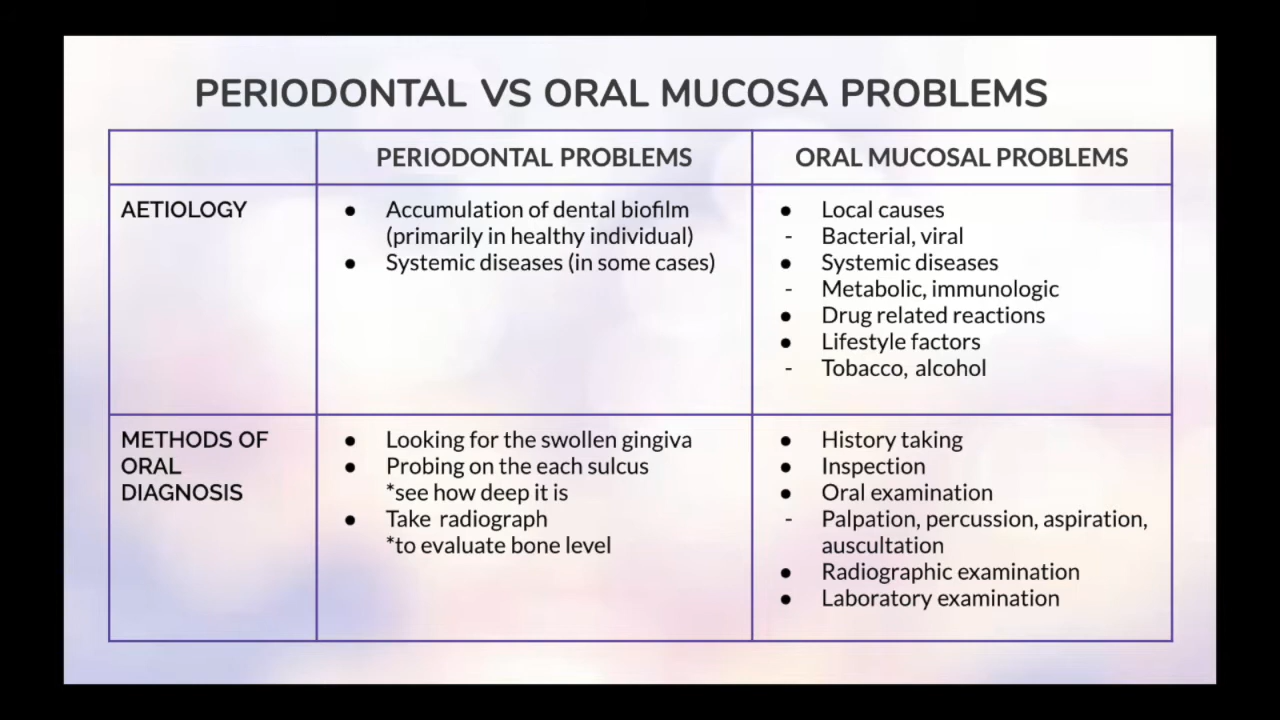 PERIODONTAL VS ORAL MUCOSA PROBLEMS
PERIODONTAL PROBLEMS
ORAL MUCOSAL PROBLEMS
AETIOLOGY
● Accumulation of dental biofilm
(primarily in healthy individual)
● Systemic diseases (in some cases)
● Local causes
- Bacterial, viral
● Systemic diseases
- Metabolic, immunologic
● Drug related reactions
● Lifestyle factors
- Tobacco, alcohol
METHODS OF
ORAL
DIAGNOSIS
● Looking for the swollen gingiva
● Probing on the each sulcus
*see how deep it is
● Take radiograph
*to evaluate bone level
● History taking
● Inspection
● Oral examination
- Palpation, percussion, aspiration,
auscultation
● Radiographic examination
● Laboratory examination